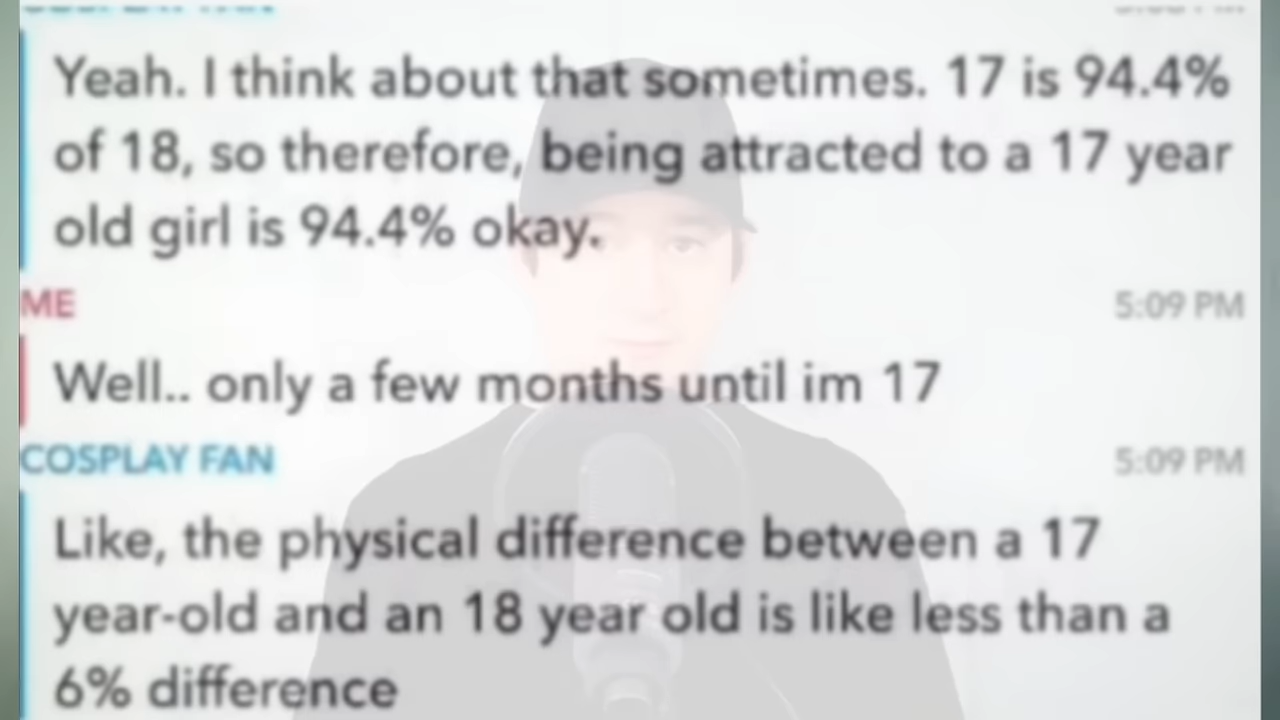 Yeah. I think about that sometimes. 17 is 94.4%
of 18, so therefore, being attracted to a 17 year
old girl is 94.4% okay.
ME 5:09 PM
Well.. only a few months until im 17
COSPLAY FAN 5:09 PM
Like, the physical difference between a 17
year-old and an 18 year old is like less than a
6% difference